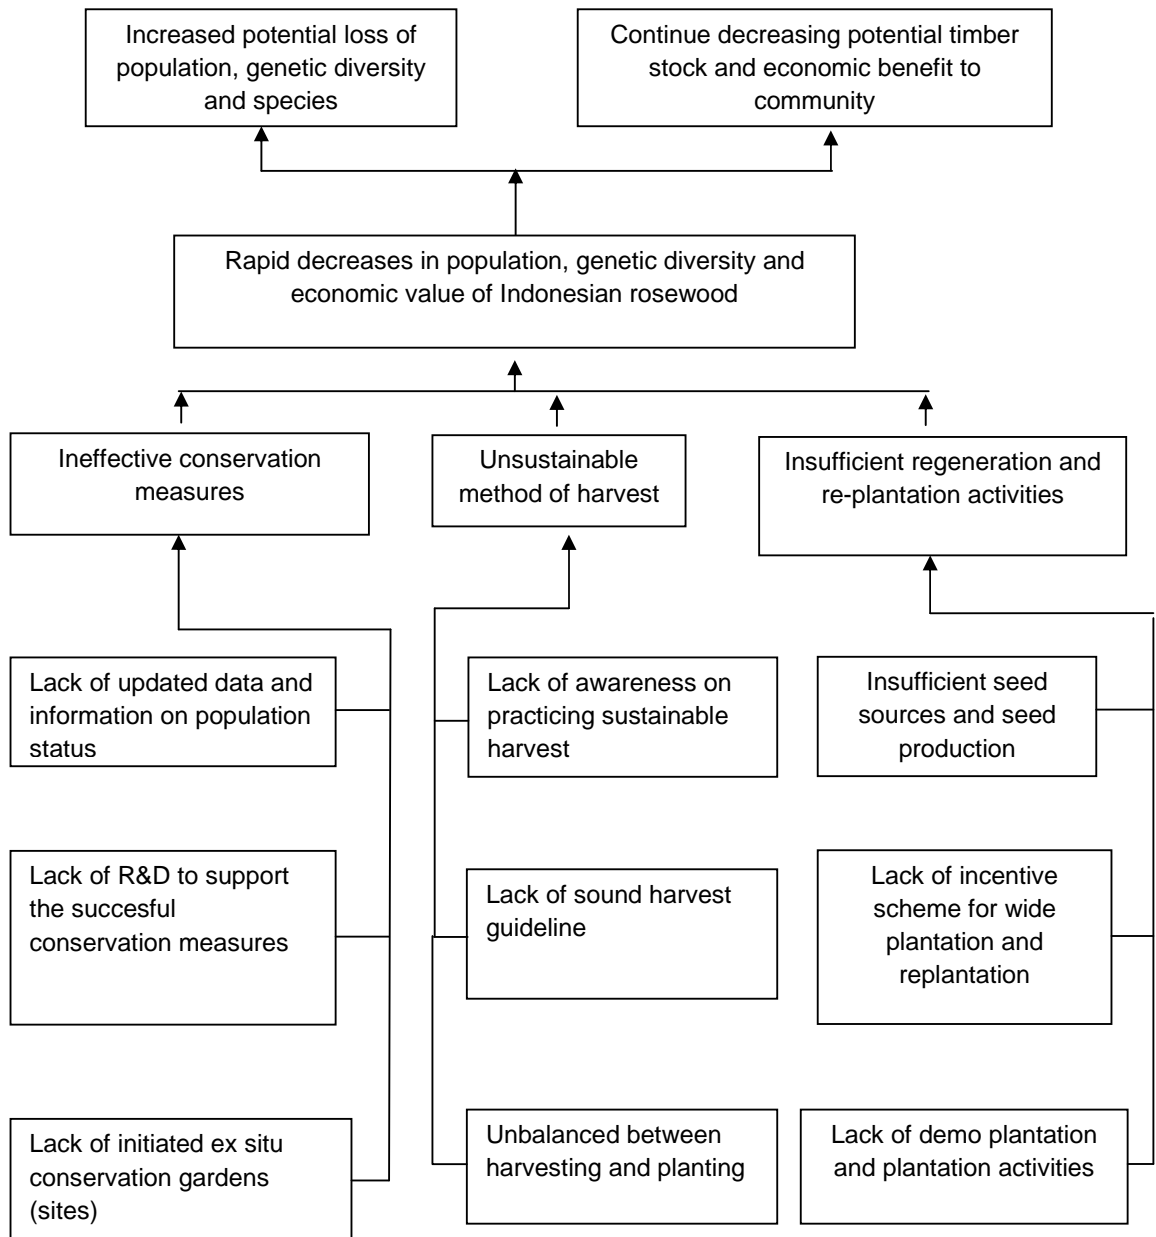 Increased potential loss of
population, genetic diversity
and species
Continue decreasing potential timber
stock and economic benefit to
community
Rapid decreases in population, genetic diversity and
economic value of Indonesian rosewood
Ineffective conservation
measures
Unsustainable
method of harvest
Insufficient regeneration and
re-plantation activities
Lack of updated data and
information on population
status
Lack of awareness on
practicing sustainable
harvest
Insufficient seed
sources and seed
production
Lack of R&D to support
the succesful
conservation measures
Lack of sound harvest
guideline
Lack of incentive
scheme for wide
plantation and
replantation
Lack of initiated ex situ
conservation gardens
(sites)
Unbalanced between
harvesting and planting
Lack of demo plantation
and plantation activities